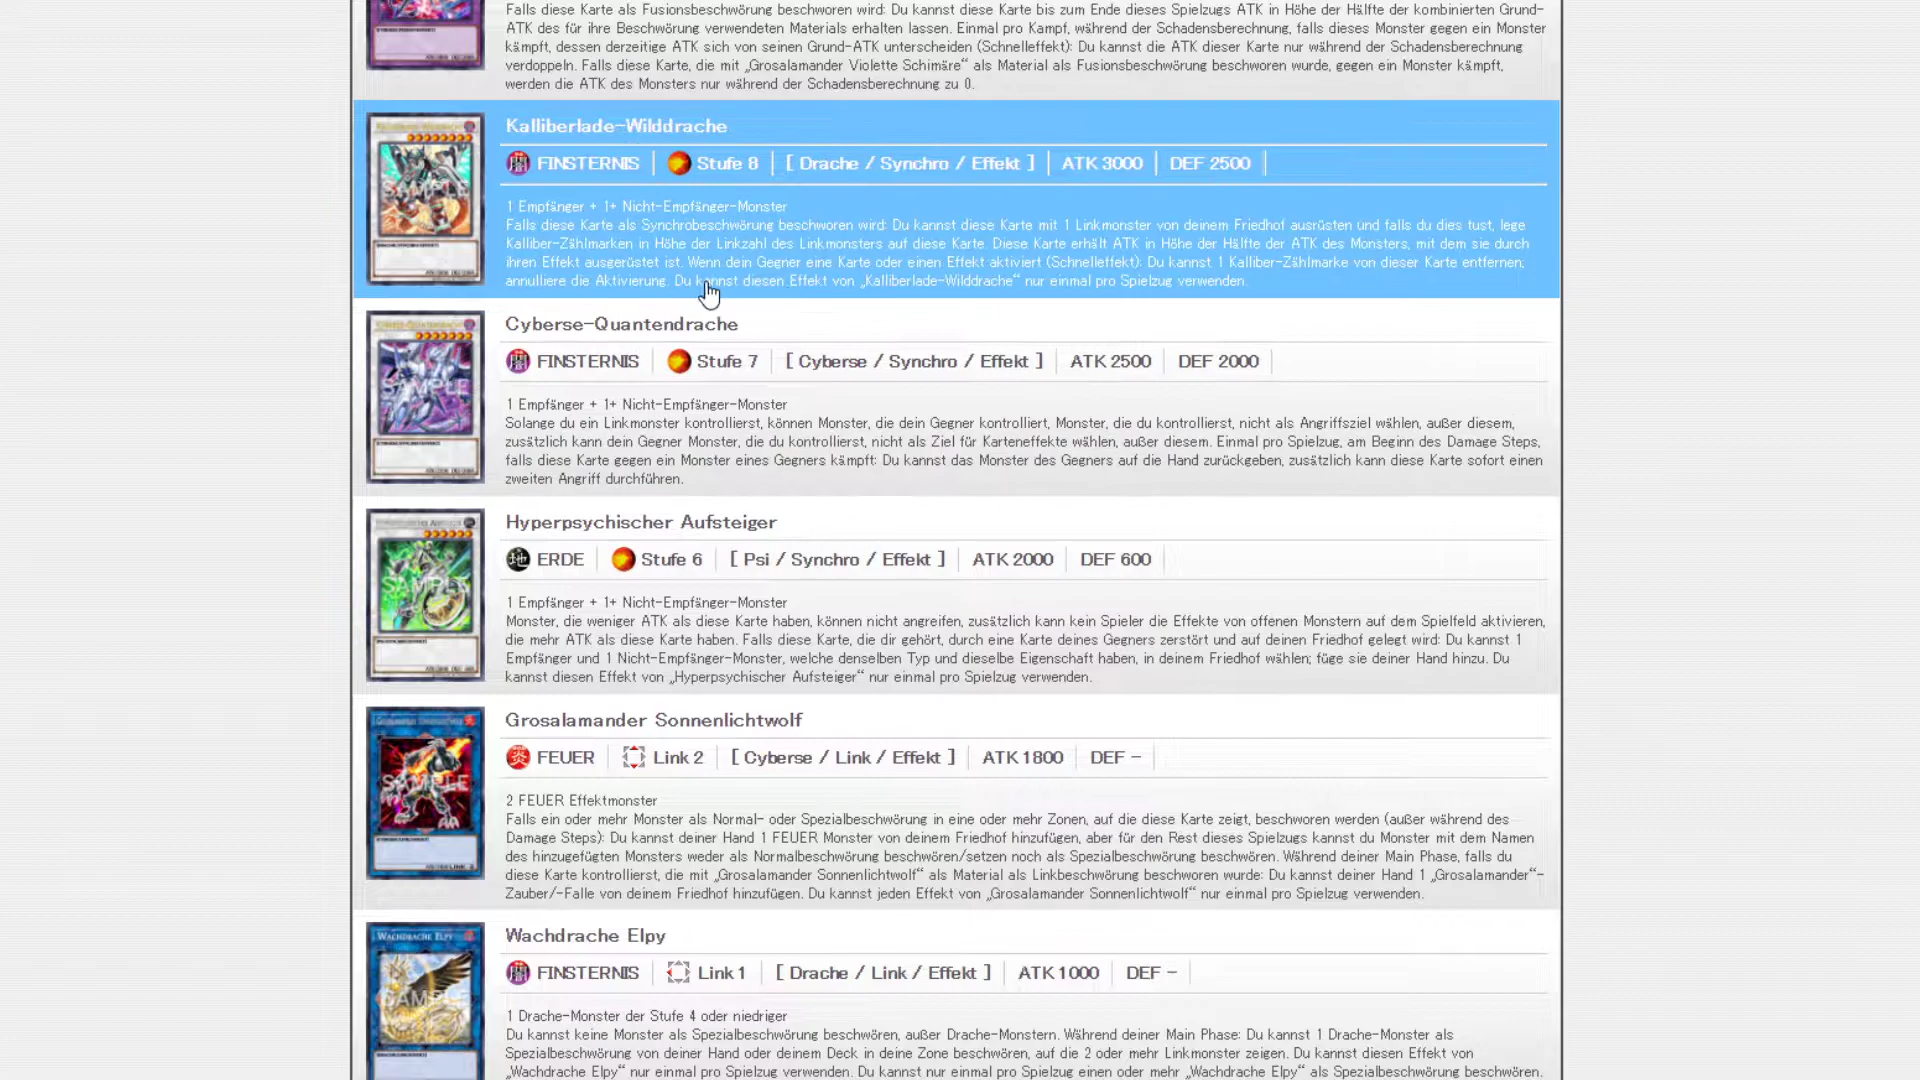 Falls diese Karte als Fusionsbeschwörung beschworen wird: Du kannst diese Karte bis zum Ende dieses Spielzugs ATK in Höhe der Hälfte der kombinierten Grund-
ATK des für ihre Beschwörung verwendeten Materials erhalten lassen. Einmal pro Kampf, während der Schadensberechnung, falls dieses Monster gegen ein Monster
kämpft, dessen derzeitige ATK sich von seinen Grund-ATK unterscheiden (Schnelleffekt): Du kannst die ATK dieser Karte nur während der Schadensberechnung
verdoppeln. Falls diese Karte, die mit „Grosalamander Violette Schimäre“ als Material als Fusionsbeschwörung beschworen wurde, gegen ein Monster kämpft,
werden die ATK des Monsters nur während der Schadensberechnung zu 0.
Kalliberlade-Wilddrache
闇 FINSTERNIS Stufe 8 [ Drache / Synchro / Effekt ] ATK 3000 DEF 2500
SAMPLE
1 Empfänger + 1+ Nicht-Empfänger-Monster
Falls diese Karte als Synchrobeschwörung beschworen wird: Du kannst diese Karte mit 1 Linkmonster von deinem Friedhof ausrüsten und falls du dies tust, lege
Kalliber-Zählmarken in Höhe der Linkzahl des Linkmonsters auf diese Karte. Diese Karte erhält ATK in Höhe der Hälfte der ATK des Monsters, mit dem sie durch
ihren Effekt ausgerüstet ist. Wenn dein Gegner eine Karte oder einen Effekt aktiviert (Schnelleffekt): Du kannst 1 Kalliber-Zählmarke von dieser Karte entfernen;
annulliere die Aktivierung. Du kannst diesen Effekt von „Kalliberlade-Wilddrache“ nur einmal pro Spielzug verwenden.
Cyberse-Quantendrache
闇 FINSTERNIS Stufe 7 [ Cyberse / Synchro / Effekt ] ATK 2500 DEF 2000
SAMPLE
1 Empfänger + 1+ Nicht-Empfänger-Monster
Solange du ein Linkmonster kontrollierst, können Monster, die dein Gegner kontrolliert, Monster, die du kontrollierst, nicht als Angriffsziel wählen, außer diesem,
zusätzlich kann dein Gegner Monster, die du kontrollierst, nicht als Ziel für Karteneffekte wählen, außer diesem. Einmal pro Spielzug, am Beginn des Damage Steps,
falls diese Karte gegen ein Monster eines Gegners kämpft: Du kannst das Monster des Gegners auf die Hand zurückgeben, zusätzlich kann diese Karte sofort einen
zweiten Angriff durchführen.
Hyperpsychischer Aufsteiger
地 ERDE Stufe 6 [ Psi / Synchro / Effekt ] ATK 2000 DEF 600
SAMPLE
1 Empfänger + 1+ Nicht-Empfänger-Monster
Monster, die weniger ATK als diese Karte haben, können nicht angreifen, zusätzlich kann kein Spieler die Effekte von offenen Monstern auf dem Spielfeld aktivieren,
die mehr ATK als diese Karte haben. Falls diese Karte, die dir gehört, durch eine Karte deines Gegners zerstört und auf deinen Friedhof gelegt wird: Du kannst 1
Empfänger und 1 Nicht-Empfänger-Monster, welche denselben Typ und dieselbe Eigenschaft haben, in deinem Friedhof wählen; füge sie deiner Hand hinzu. Du
kannst diesen Effekt von „Hyperpsychischer Aufsteiger“ nur einmal pro Spielzug verwenden.
Grosalamander Sonnenlichtwolf
炎 FEUER Link 2 [ Cyberse / Link / Effekt ] ATK 1800 DEF -
SAMPLE
2 FEUER Effektmonster
Falls ein oder mehr Monster als Normal- oder Spezialbeschwörung in eine oder mehr Zonen, auf die diese Karte zeigt, beschworen werden (außer während des
Damage Steps): Du kannst deiner Hand 1 FEUER Monster von deinem Friedhof hinzufügen, aber für den Rest dieses Spielzugs kannst du Monster mit dem Namen
des hinzugefügten Monsters weder als Normalbeschwörung beschwören/setzen noch als Spezialbeschwörung beschwören. Während deiner Main Phase, falls du
diese Karte kontrollierst, die mit „Grosalamander Sonnenlichtwolf“ als Material als Linkbeschwörung beschworen wurde: Du kannst deiner Hand 1 „Grosalamander“-
Zauber/-Falle von deinem Friedhof hinzufügen. Du kannst jeden Effekt von „Grosalamander Sonnenlichtwolf“ nur einmal pro Spielzug verwenden.
Wachdrache Elpy
闇 FINSTERNIS Link 1 [ Drache / Link / Effekt ] ATK 1000 DEF -
WACHDRACHE ELPY
SAMPLE
1 Drache-Monster der Stufe 4 oder niedriger
Du kannst keine Monster als Spezialbeschwörung beschwören, außer Drache-Monstern. Während deiner Main Phase: Du kannst 1 Drache-Monster als
Spezialbeschwörung von deiner Hand oder deinem Deck in deine Zone beschwören, auf die 2 oder mehr Linkmonster zeigen. Du kannst diesen Effekt von
„Wachdrache Elpy“ nur einmal pro Spielzug verwenden. Du kannst nur einmal pro Spielzug einen oder mehr „Wachdrache Elpy“ als Spezialbeschwörung beschwören.